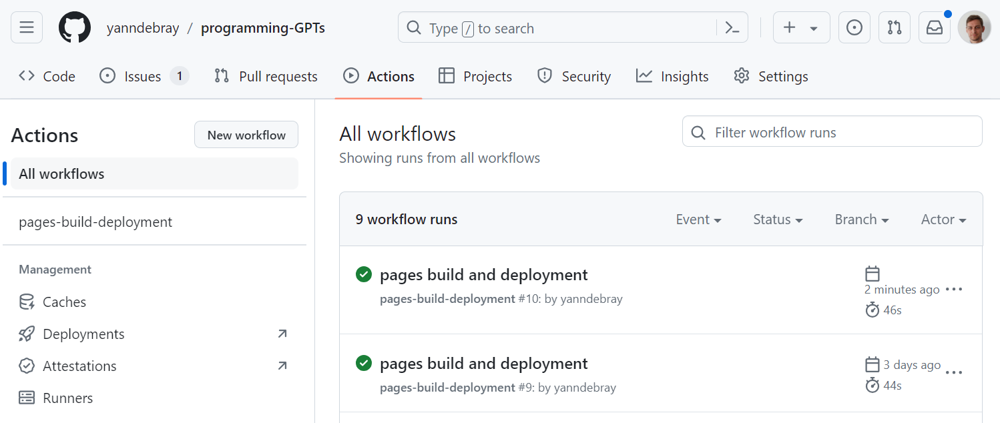 yanndebray / programming-GPTs
Type / to search
Code Issues 1 Pull requests Actions Projects Security Insights Settings
Actions
New workflow
All workflows
pages-build-deployment
Management
Caches
Deployments
Attestations
Runners
All workflows
Showing runs from all workflows
Filter workflow runs
9 workflow runs Event Status Branch Actor
pages build and deployment
pages-build-deployment #10: by yanndebray
2 minutes ago
46s
pages build and deployment
pages-build-deployment #9: by yanndebray
3 days ago
44s